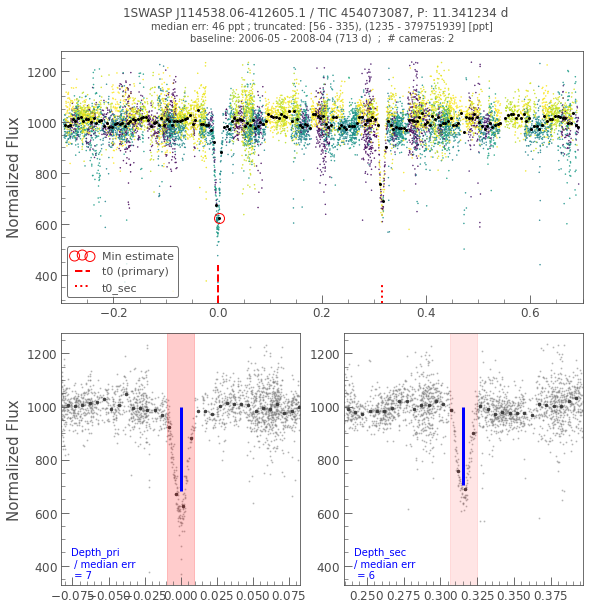 1SWASP J114538.06-412605.1 / TIC 454073087, P: 11.341234 d
median err: 46 ppt ; truncated: [56 - 335), (1235 - 379751939] [ppt]
baseline: 2006-05 - 2008-04 (713 d)  ;  # cameras: 2
Normalized Flux
1200
1000
800
600
400
Min estimate
t0 (primary)
t0_sec
−0.2
0.0
0.2
0.4
0.6
Normalized Flux
1200
1000
800
600
400
Depth_pri
/ median err
= 7
−0.075
−0.050
−0.025
0.000
0.025
0.050
0.075
1200
1000
800
600
400
Depth_sec
/ median err
= 6
0.250
0.275
0.300
0.325
0.350
0.375